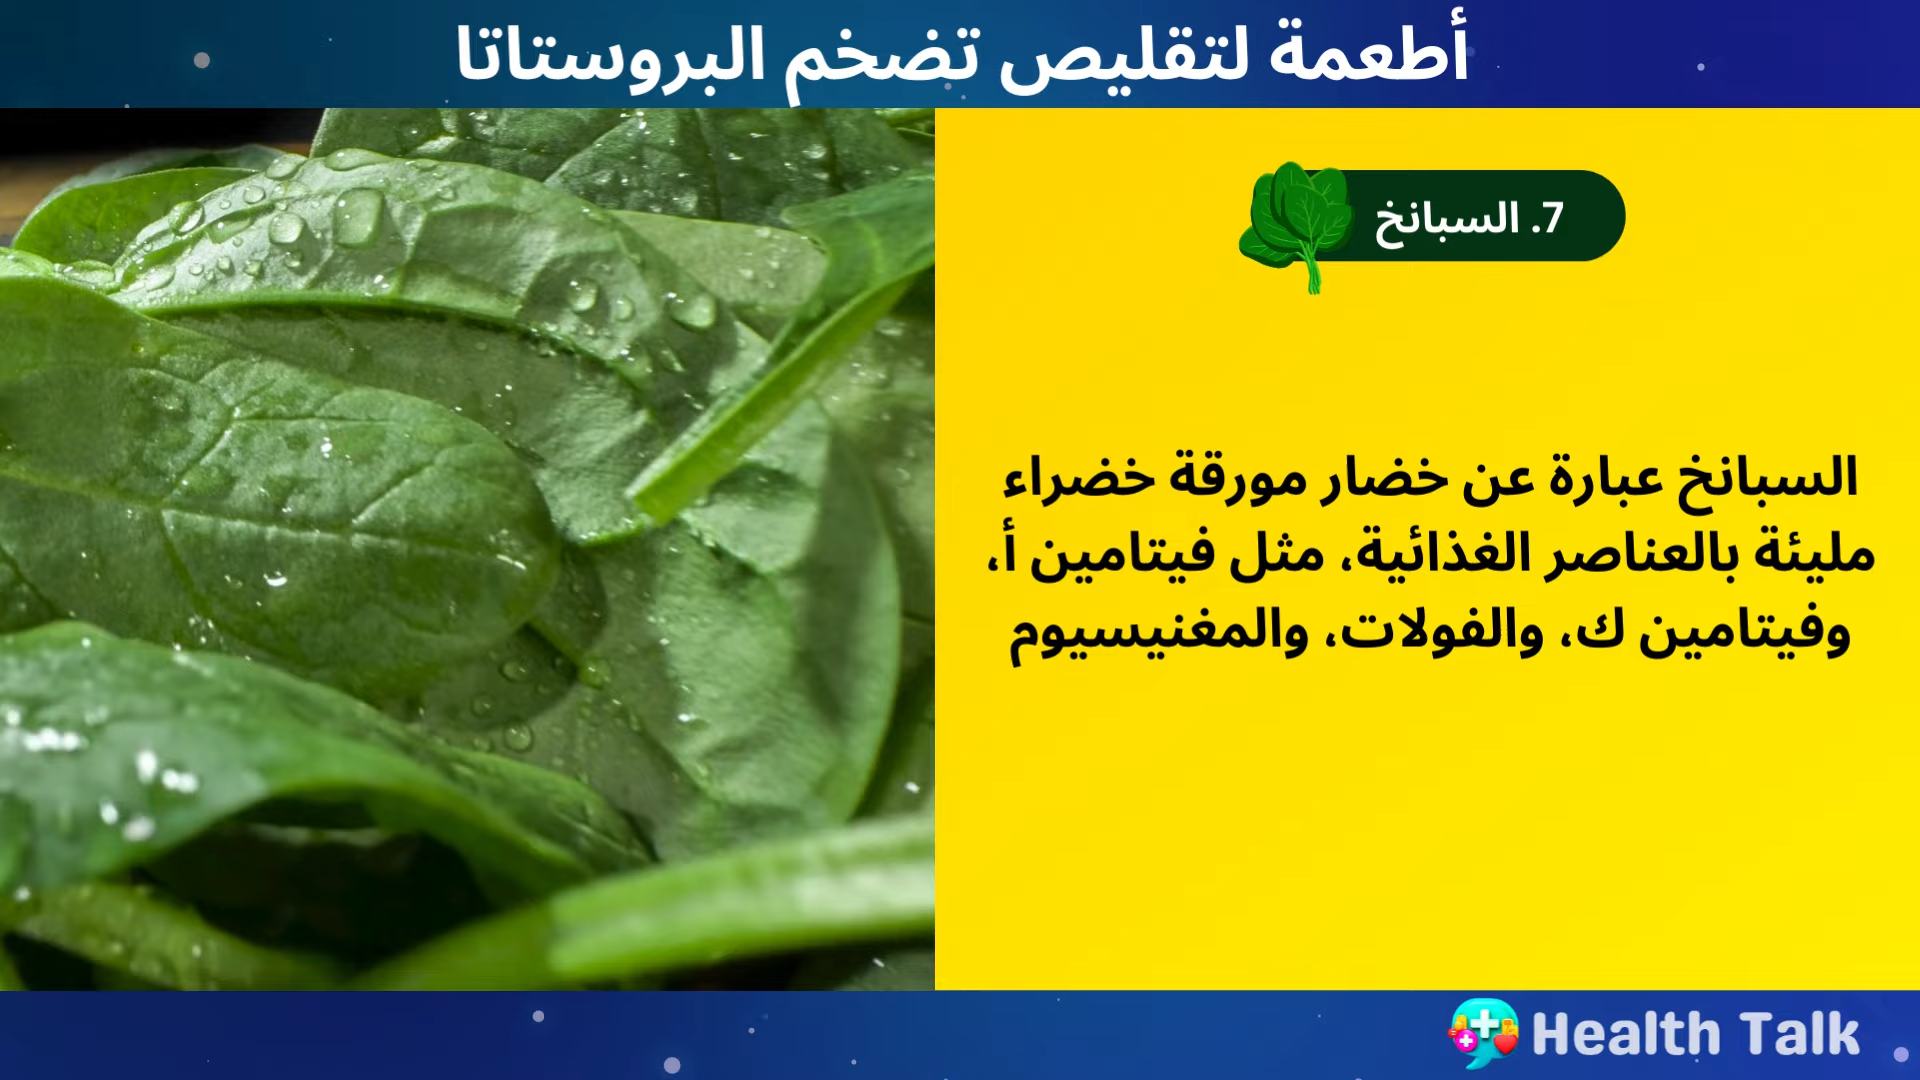 أطعمة لتقليص تضخم البروستاتا
7. السبانخ
السبانخ عبارة عن خضار مورقة خضراء
مليئة بالعناصر الغذائية، مثل فيتامين أ،
وفيتامين ك، والفولات، والمغنيسيوم
Health Talk